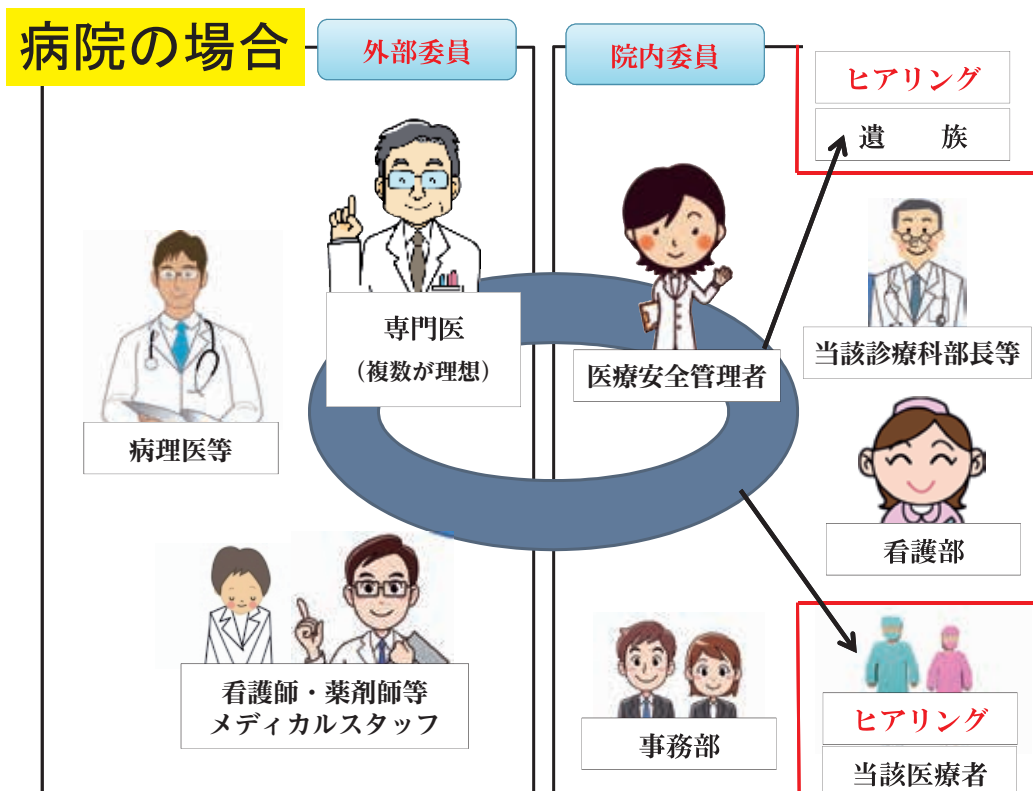 病院の場合
外部委員
院内委員
ヒアリング
遺　族
専門医
（複数が理想）
医療安全管理者
当該診療科部長等
病理医等
看護部
看護師・薬剤師等
メディカルスタッフ
事務部
ヒアリング
当該医療者